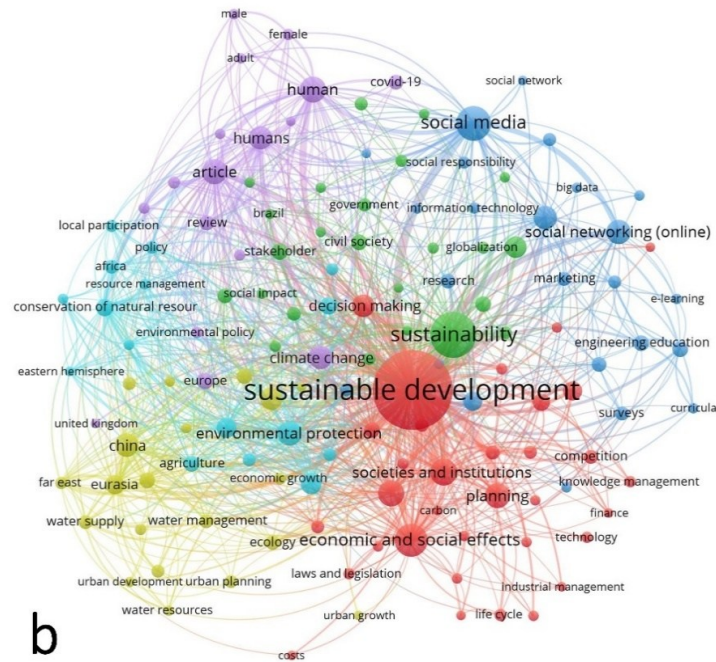 male
female
adult
human
covid-19
social network
humans
social media
article
social responsibility
big data
review
brazil
government
information technology
social networking (online)
local participation
policy
stakeholder
civil society
globalization
africa
resource management
social impact
research
marketing
e-learning
conservation of natural resour
decision making
environmental policy
sustainability
engineering education
climate change
eastern hemisphere
europe
sustainable development
curricula
surveys
united kingdom
china
environmental protection
agriculture
societies and institutions
competition
far east
eurasia
economic growth
planning
knowledge management
carbon
finance
water supply
water management
ecology
economic and social effects
technology
urban development
urban planning
laws and legislation
industrial management
water resources
urban growth
life cycle
b
costs